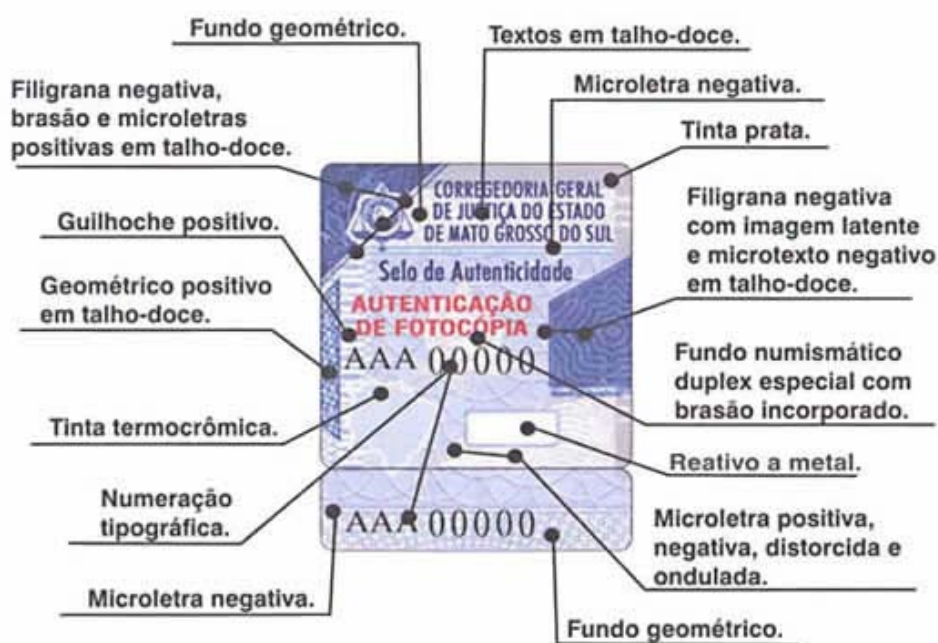 Fundo geométrico.
Textos em talho-doce.
Filigrana negativa,
brasão e microletras
positivas em talho-doce.
Microletra negativa.
Tinta prata.
CORREGEDORIA GERAL
DE JUSTIÇA DO ESTADO
DE MATO GROSSO DO SUL
Filigrana negativa
com imagem latente
e microtexto negativo
em talho-doce.
Guilhoche positivo.
Selo de Autenticidade
Geométrico positivo
em talho-doce.
AUTENTICAÇÃO
DE FOTOCÓPIA
AAA 00000
Fundo numismático
duplex especial com
brasão incorporado.
Tinta termocrômica.
Reativo a metal.
Numeração
tipográfica.
AAA 00000
Microletra positiva,
negativa, distorcida e
ondulada.
Microletra negativa.
Fundo geométrico.